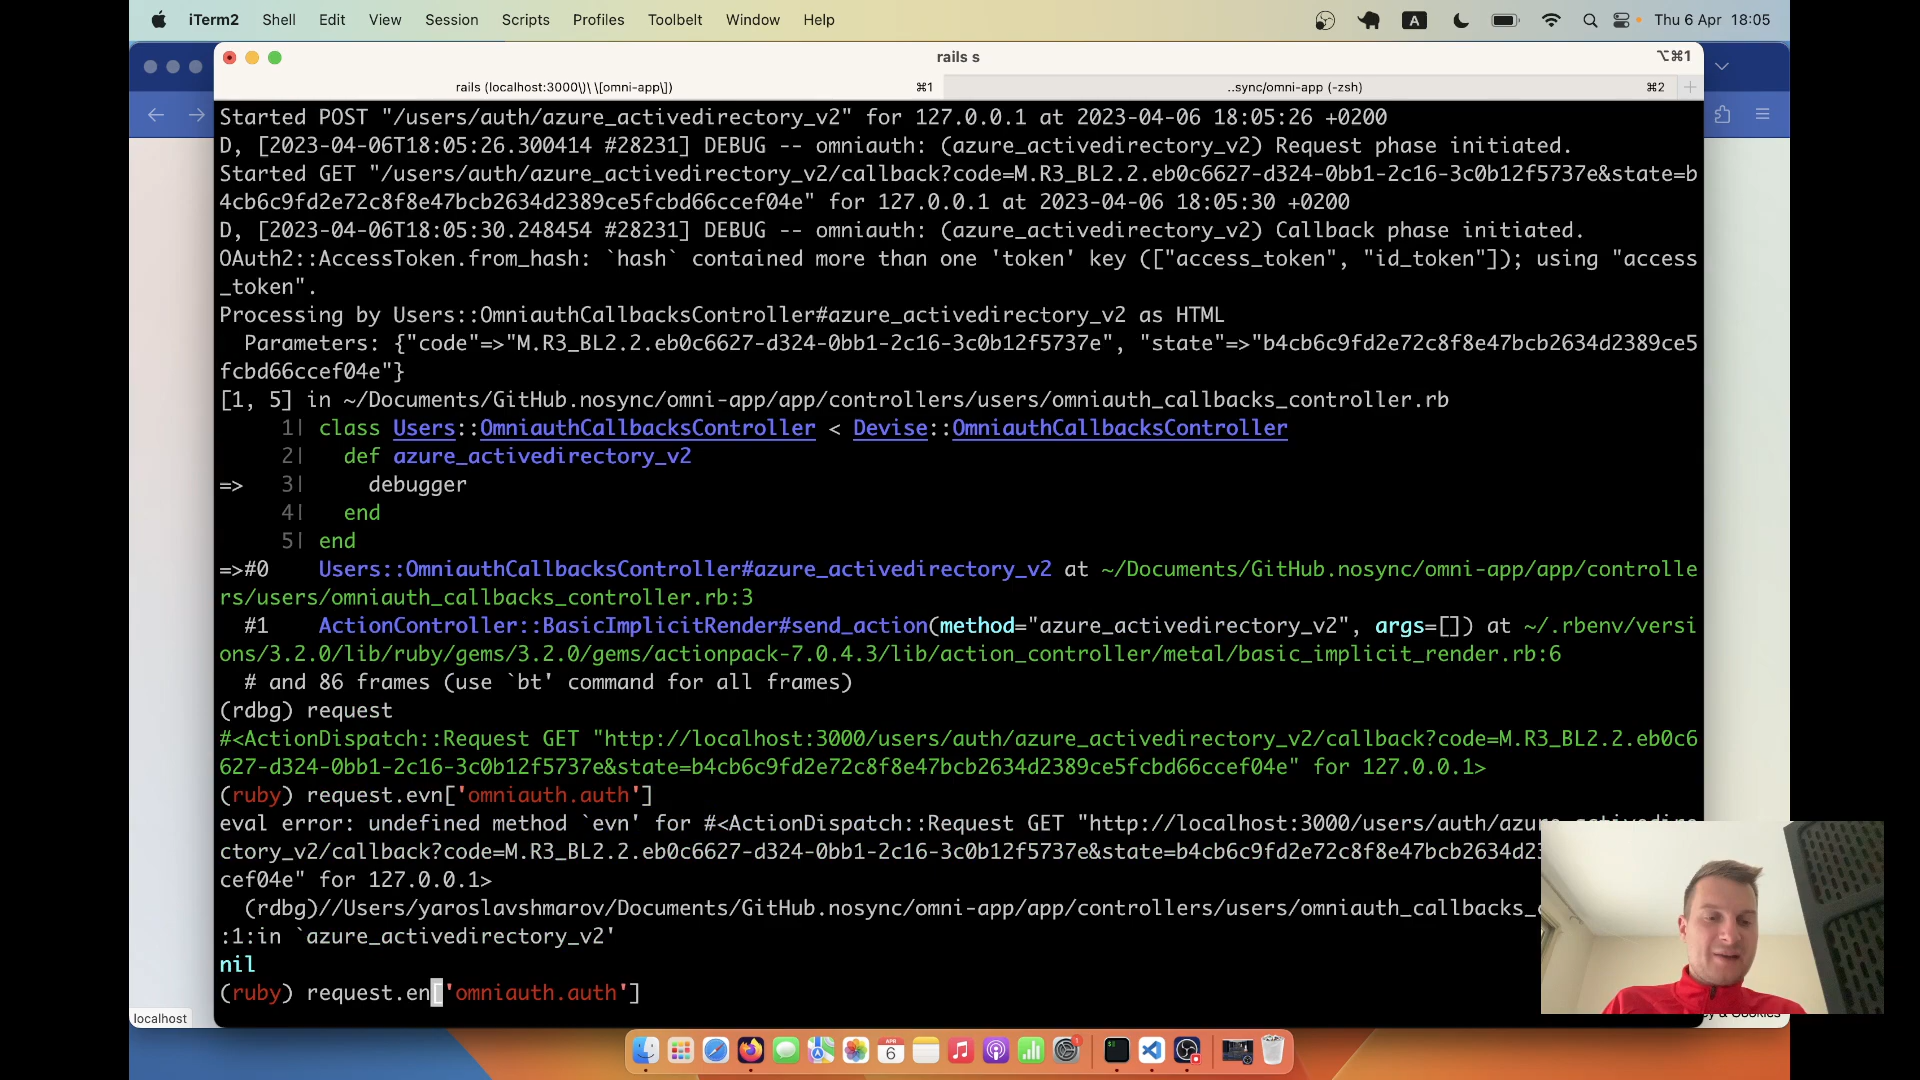 iTerm2 Shell Edit View Session Scripts Profiles Toolbelt Window Help
A Thu 6 Apr 18:05
rails s
⌥⌘1
rails (localhost:3000\)\ \[omni-app\]) ⌘1 ..sync/omni-app (-zsh) ⌘2
Started POST "/users/auth/azure_activedirectory_v2" for 127.0.0.1 at 2023-04-06 18:05:26 +0200
D, [2023-04-06T18:05:26.300414 #28231] DEBUG -- omniauth: (azure_activedirectory_v2) Request phase initiated.
Started GET "/users/auth/azure_activedirectory_v2/callback?code=M.R3_BL2.2.eb0c6627-d324-0bb1-2c16-3c0b12f5737e&state=b
4cb6c9fd2e72c8f8e47bcb2634d2389ce5fcbd66ccef04e" for 127.0.0.1 at 2023-04-06 18:05:30 +0200
D, [2023-04-06T18:05:30.248454 #28231] DEBUG -- omniauth: (azure_activedirectory_v2) Callback phase initiated.
OAuth2::AccessToken.from_hash: `hash` contained more than one 'token' key (["access_token", "id_token"]); using "access
_token".
Processing by Users::OmniauthCallbacksController#azure_activedirectory_v2 as HTML
Parameters: {"code"=>"M.R3_BL2.2.eb0c6627-d324-0bb1-2c16-3c0b12f5737e", "state"=>"b4cb6c9fd2e72c8f8e47bcb2634d2389ce5
fcbd66ccef04e"}
[1, 5] in ~/Documents/GitHub.nosync/omni-app/app/controllers/users/omniauth_callbacks_controller.rb
1| class Users::OmniauthCallbacksController < Devise::OmniauthCallbacksController
2| def azure_activedirectory_v2
=> 3| debugger
4| end
5| end
=>#0 Users::OmniauthCallbacksController#azure_activedirectory_v2 at ~/Documents/GitHub.nosync/omni-app/app/controlle
rs/users/omniauth_callbacks_controller.rb:3
#1 ActionController::BasicImplicitRender#send_action(method="azure_activedirectory_v2", args=[]) at ~/.rbenv/versi
ons/3.2.0/lib/ruby/gems/3.2.0/gems/actionpack-7.0.4.3/lib/action_controller/metal/basic_implicit_render.rb:6
# and 86 frames (use `bt' command for all frames)
(rdbg) request
#<ActionDispatch::Request GET "http://localhost:3000/users/auth/azure_activedirectory_v2/callback?code=M.R3_BL2.2.eb0c6
627-d324-0bb1-2c16-3c0b12f5737e&state=b4cb6c9fd2e72c8f8e47bcb2634d2389ce5fcbd66ccef04e" for 127.0.0.1>
(ruby) request.evn['omniauth.auth']
eval error: undefined method `evn' for #<ActionDispatch::Request GET "http://localhost:3000/users/auth/azure_activedire
ctory_v2/callback?code=M.R3_BL2.2.eb0c6627-d324-0bb1-2c16-3c0b12f5737e&state=b4cb6c9fd2e72c8f8e47bcb2634d23
cef04e" for 127.0.0.1>
(rdbg)//Users/yaroslavshmarov/Documents/GitHub.nosync/omni-app/app/controllers/users/omniauth_callbacks_
:1:in `azure_activedirectory_v2'
nil
(ruby) request.en['omniauth.auth']
localhost
& Cookies
APR
6
1